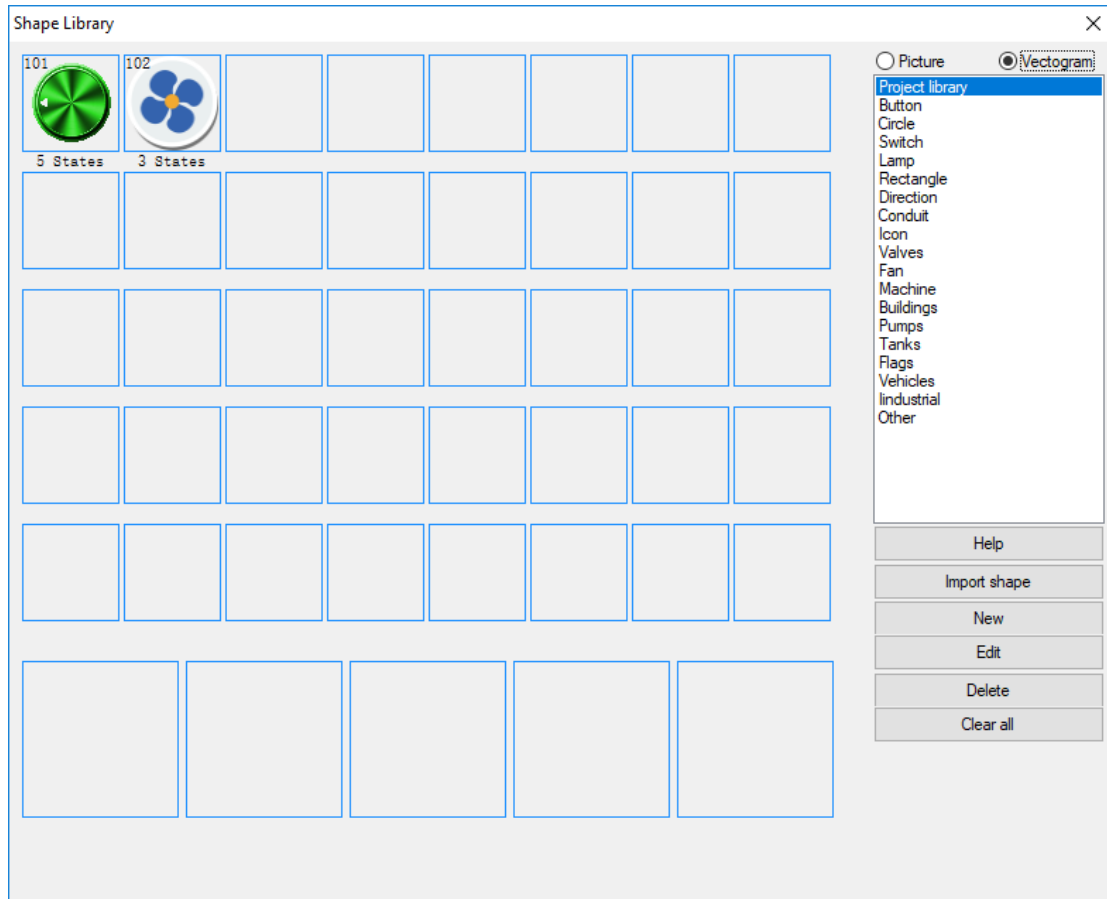 Shape Library
101
102
5 States
3 States
Picture
Vectogram
Project library
Button
Circle
Switch
Lamp
Rectangle
Direction
Conduit
Icon
Valves
Fan
Machine
Buildings
Pumps
Tanks
Flags
Vehicles
Iindustrial
Other
Help
Import shape
New
Edit
Delete
Clear all